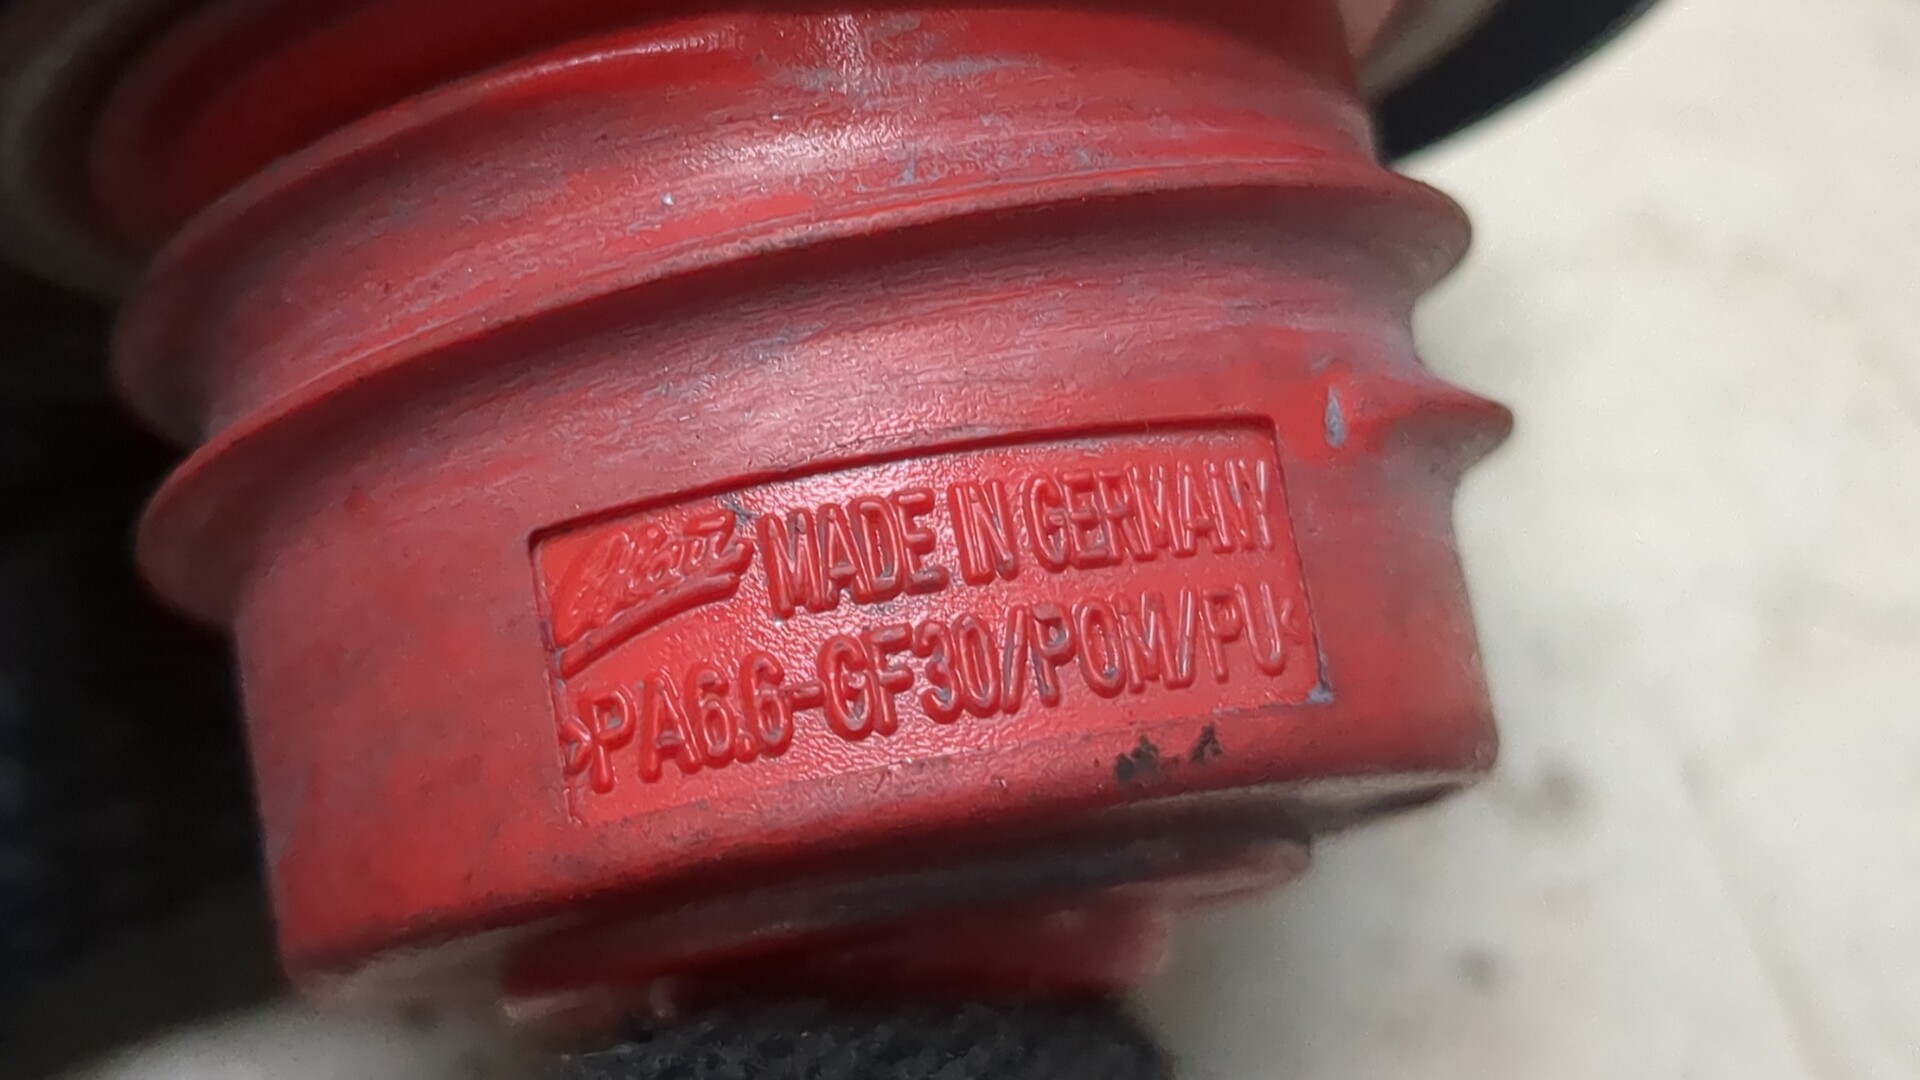 MADE IN GERMANY
>PA6.6-GF30/POM/PU<